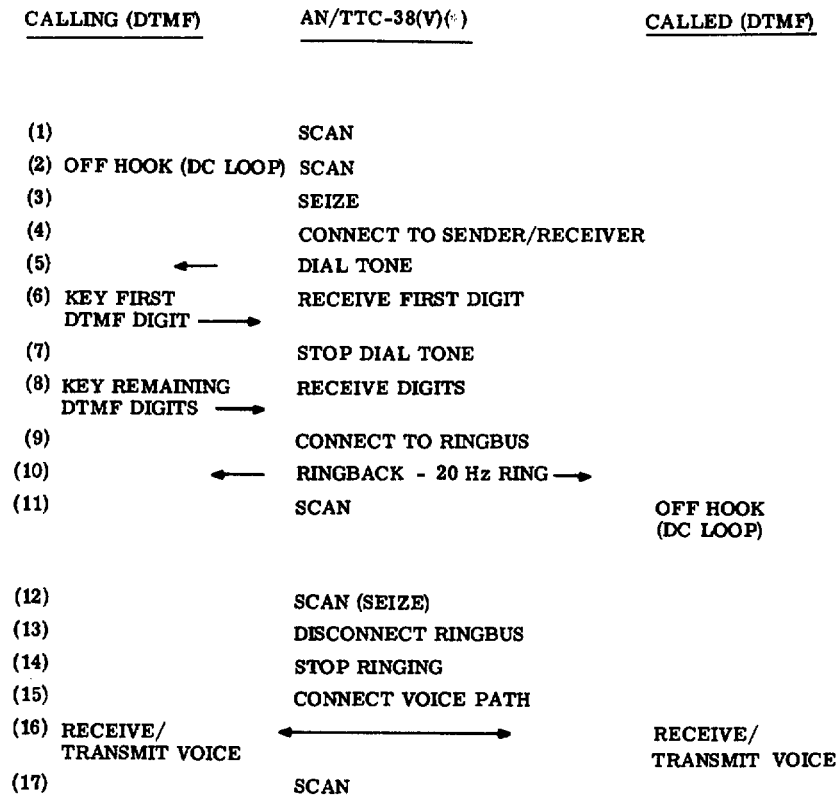 CALLING (DTMF) AN/TTC-38(V)(*) CALLED (DTMF)
(1) SCAN
(2) OFF HOOK (DC LOOP) SCAN
(3) SEIZE
(4) CONNECT TO SENDER/RECEIVER
(5) ← DIAL TONE
(6) KEY FIRST RECEIVE FIRST DIGIT
DTMF DIGIT →
(7) STOP DIAL TONE
(8) KEY REMAINING RECEIVE DIGITS
DTMF DIGITS →
(9) CONNECT TO RINGBUS
(10) ← RINGBACK - 20 Hz RING →
(11) SCAN OFF HOOK
(DC LOOP)
(12) SCAN (SEIZE)
(13) DISCONNECT RINGBUS
(14) STOP RINGING
(15) CONNECT VOICE PATH
(16) RECEIVE/ ↔ RECEIVE/
TRANSMIT VOICE TRANSMIT VOICE
(17) SCAN